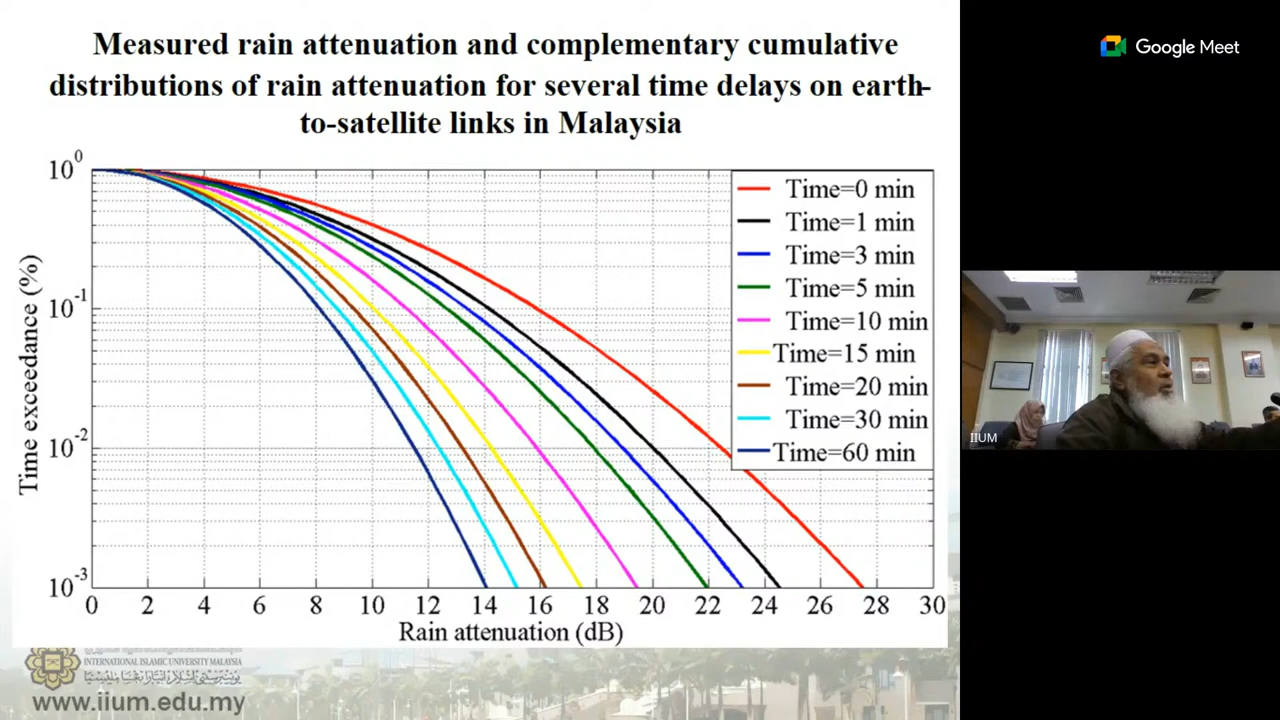 Measured rain attenuation and complementary cumulative
distributions of rain attenuation for several time delays on earth-
to-satellite links in Malaysia
Google Meet
10^0
10^-1
10^-2
10^-3
Time exceedance (%)
Time=0 min
Time=1 min
Time=3 min
Time=5 min
Time=10 min
Time=15 min
Time=20 min
Time=30 min
Time=60 min
0 2 4 6 8 10 12 14 16 18 20 22 24 26 28 30
Rain attenuation (dB)
IIUM
INTERNATIONAL ISLAMIC UNIVERSITY MALAYSIA
www.iium.edu.my